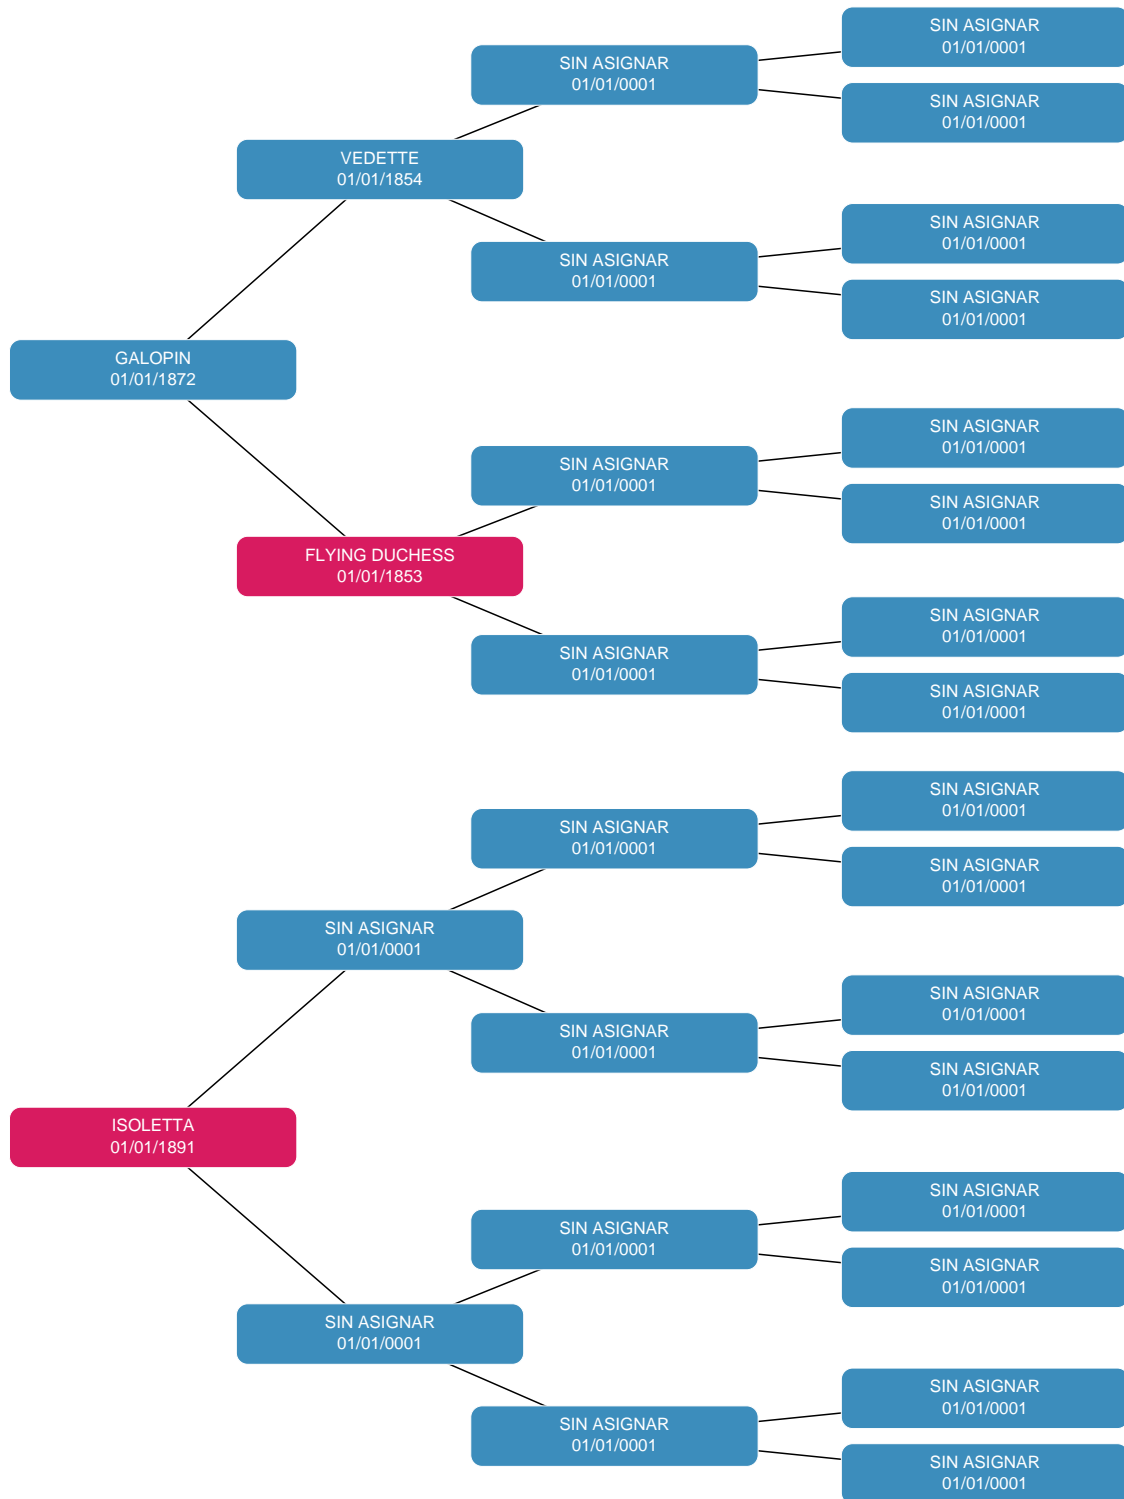 SIN ASIGNAR
01/01/0001
SIN ASIGNAR
01/01/0001
SIN ASIGNAR
01/01/0001
VEDETTE
01/01/1854
SIN ASIGNAR
01/01/0001
SIN ASIGNAR
01/01/0001
SIN ASIGNAR
01/01/0001
GALOPIN
01/01/1872
SIN ASIGNAR
01/01/0001
SIN ASIGNAR
01/01/0001
SIN ASIGNAR
01/01/0001
FLYING DUCHESS
01/01/1853
SIN ASIGNAR
01/01/0001
SIN ASIGNAR
01/01/0001
SIN ASIGNAR
01/01/0001
SIN ASIGNAR
01/01/0001
SIN ASIGNAR
01/01/0001
SIN ASIGNAR
01/01/0001
SIN ASIGNAR
01/01/0001
SIN ASIGNAR
01/01/0001
SIN ASIGNAR
01/01/0001
SIN ASIGNAR
01/01/0001
ISOLETTA
01/01/1891
SIN ASIGNAR
01/01/0001
SIN ASIGNAR
01/01/0001
SIN ASIGNAR
01/01/0001
SIN ASIGNAR
01/01/0001
SIN ASIGNAR
01/01/0001
SIN ASIGNAR
01/01/0001
SIN ASIGNAR
01/01/0001